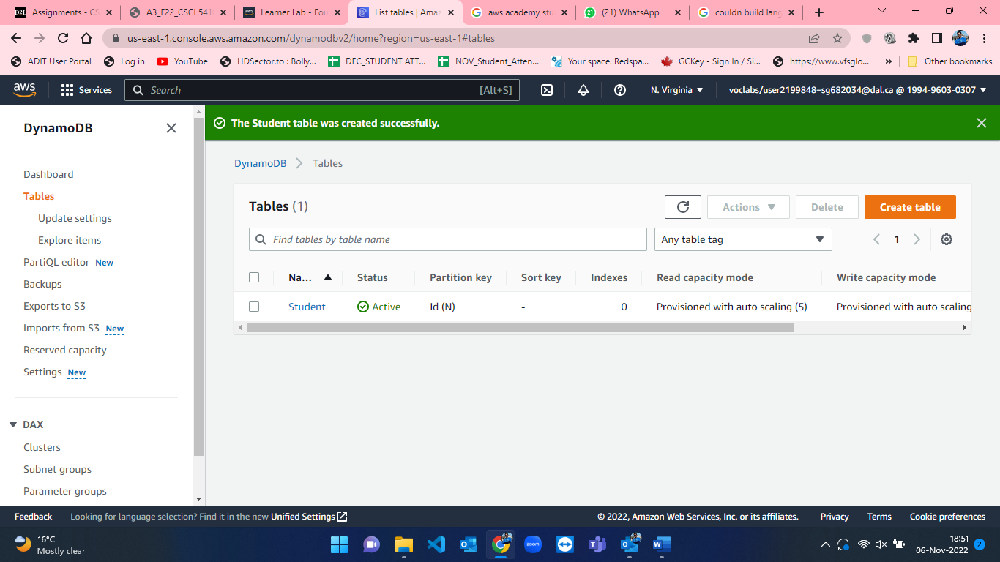 D2L Assignments - CS
A3_F22_CSCI 541
aws Learner Lab - Fou
List tables | Amaz
aws academy stu
(21) WhatsApp
couldn build lang
us-east-1.console.aws.amazon.com/dynamodbv2/home?region=us-east-1#tables
ADIT User Portal
Log in
YouTube
HDSector.to : Bolly...
DEC_STUDENT ATT...
NOV_Student_Atten...
Your space. Redspa...
GCKey - Sign In / Si...
https://www.vfsglo...
»
Other bookmarks
aws
Services
Search
[Alt+S]
N. Virginia
voclabs/user2199848=sg682034@dal.ca @ 1994-9603-0307
DynamoDB
The Student table was created successfully.
Dashboard
Tables
Update settings
Explore items
PartiQL editor New
Backups
Exports to S3
Imports from S3 New
Reserved capacity
Settings New
DAX
Clusters
Subnet groups
Parameter groups
DynamoDB
Tables
Tables (1)
Actions
Delete
Create table
Find tables by table name
Any table tag
1
Na...
Status
Partition key
Sort key
Indexes
Read capacity mode
Write capacity mode
Student
Active
Id (N)
-
0
Provisioned with auto scaling (5)
Provisioned with auto scaling
Feedback
Looking for language selection? Find it in the new Unified Settings
© 2022, Amazon Web Services, Inc. or its affiliates.
Privacy
Terms
Cookie preferences
16°C
Mostly clear
zoom
18:51
06-Nov-2022
2